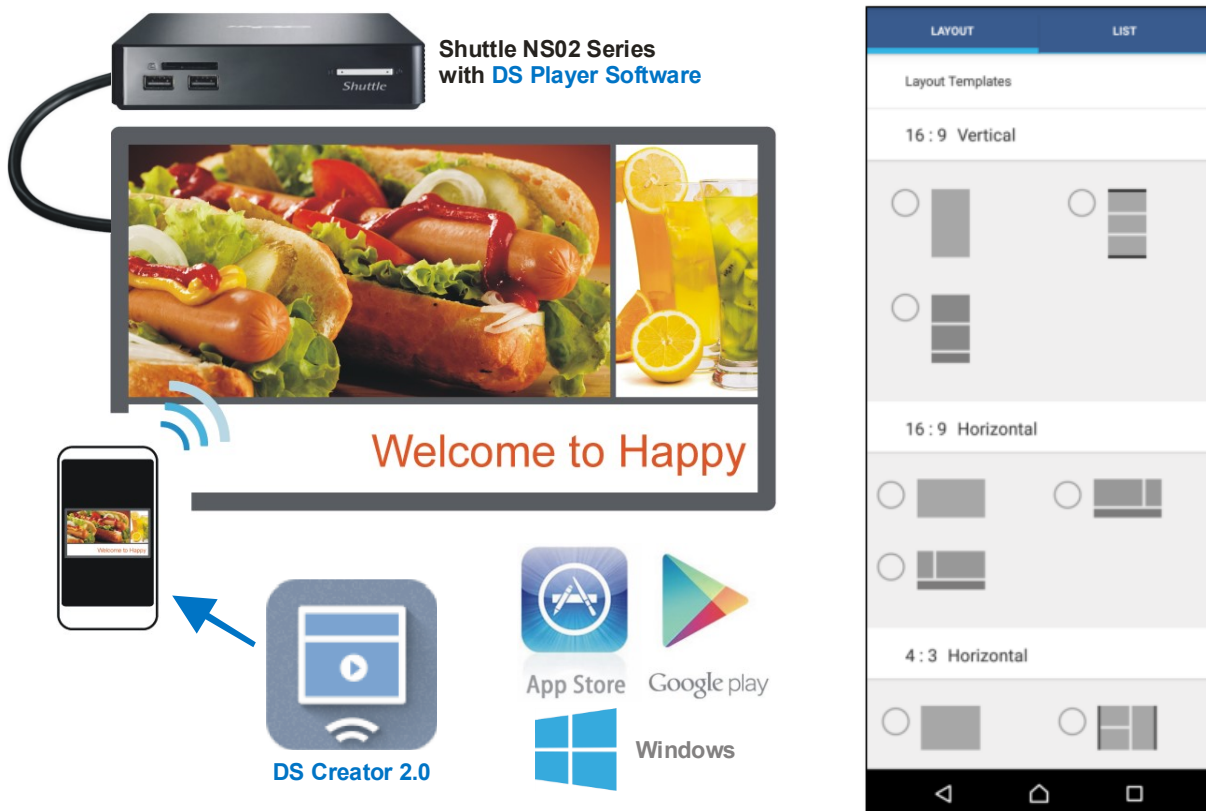 Shuttle NS02 Series
with DS Player Software
Shuttle
Welcome to Happy
Welcome to Happy
DS Creator 2.0
App Store
Google play
Windows
LAYOUT
LIST
Layout Templates
16 : 9 Vertical
16 : 9 Horizontal
4 : 3 Horizontal